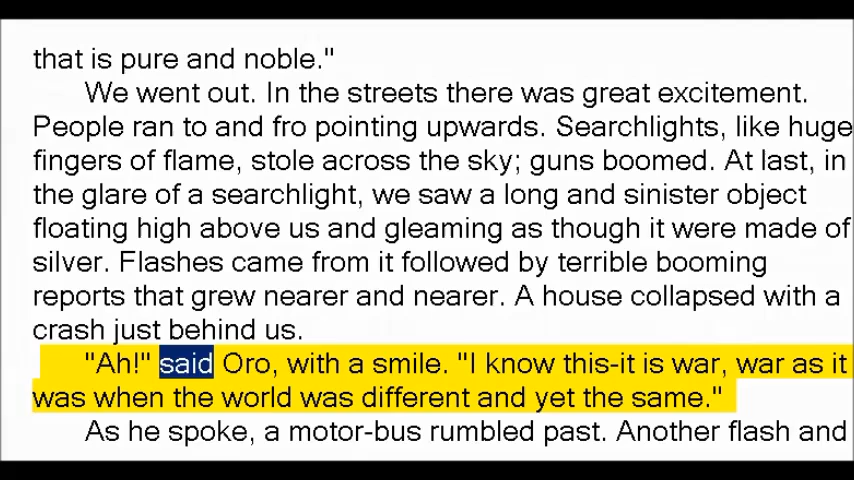 that is pure and noble."
We went out. In the streets there was great excitement.
People ran to and fro pointing upwards. Searchlights, like huge
fingers of flame, stole across the sky; guns boomed. At last, in
the glare of a searchlight, we saw a long and sinister object
floating high above us and gleaming as though it were made of
silver. Flashes came from it followed by terrible booming
reports that grew nearer and nearer. A house collapsed with a
crash just behind us.
"Ah!" said Oro, with a smile. "I know this-it is war, war as it
was when the world was different and yet the same."
As he spoke, a motor-bus rumbled past. Another flash and